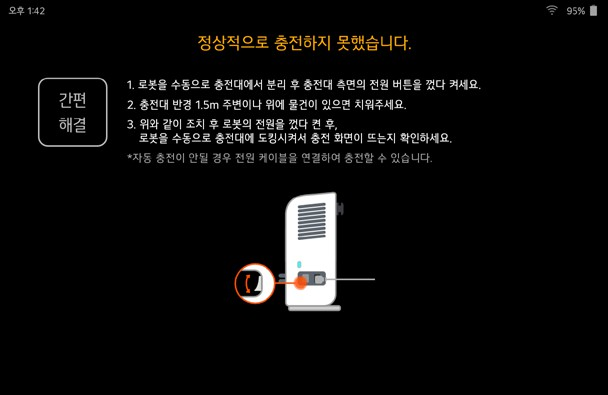 오후 1:42
95%
정상적으로 충전하지 못했습니다.
간편
해결
1. 로봇을 수동으로 충전대에서 분리 후 충전대 측면의 전원 버튼을 껐다 켜세요.
2. 충전대 반경 1.5m 주변이나 위에 물건이 있으면 치워주세요.
3. 위와 같이 조치 후 로봇의 전원을 껐다 켠 후,
로봇을 수동으로 충전대에 도킹시켜서 충전 화면이 뜨는지 확인하세요.
*자동 충전이 안될 경우 전원 케이블을 연결하여 충전할 수 있습니다.